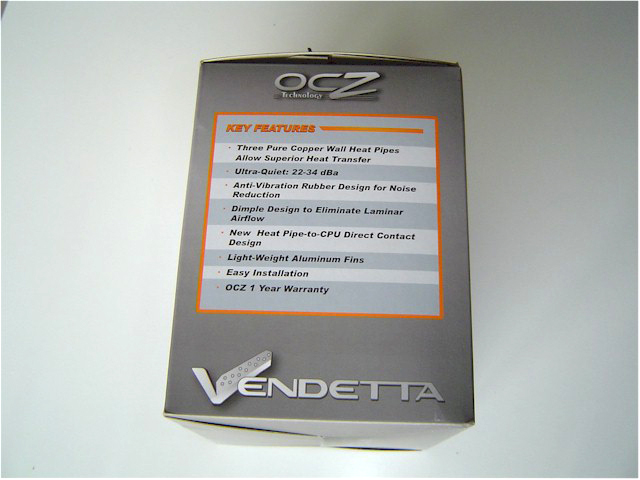 OCZ
Technology
KEY FEATURES
· Three Pure Copper Wall Heat Pipes
Allow Superior Heat Transfer
· Ultra-Quiet: 22-34 dBa
· Anti-Vibration Rubber Design for Noise
Reduction
· Dimple Design to Eliminate Laminar
Airflow
· New Heat Pipe-to-CPU Direct Contact
Design
· Light-Weight Aluminum Fins
· Easy Installation
· OCZ 1 Year Warranty
VENDETTA